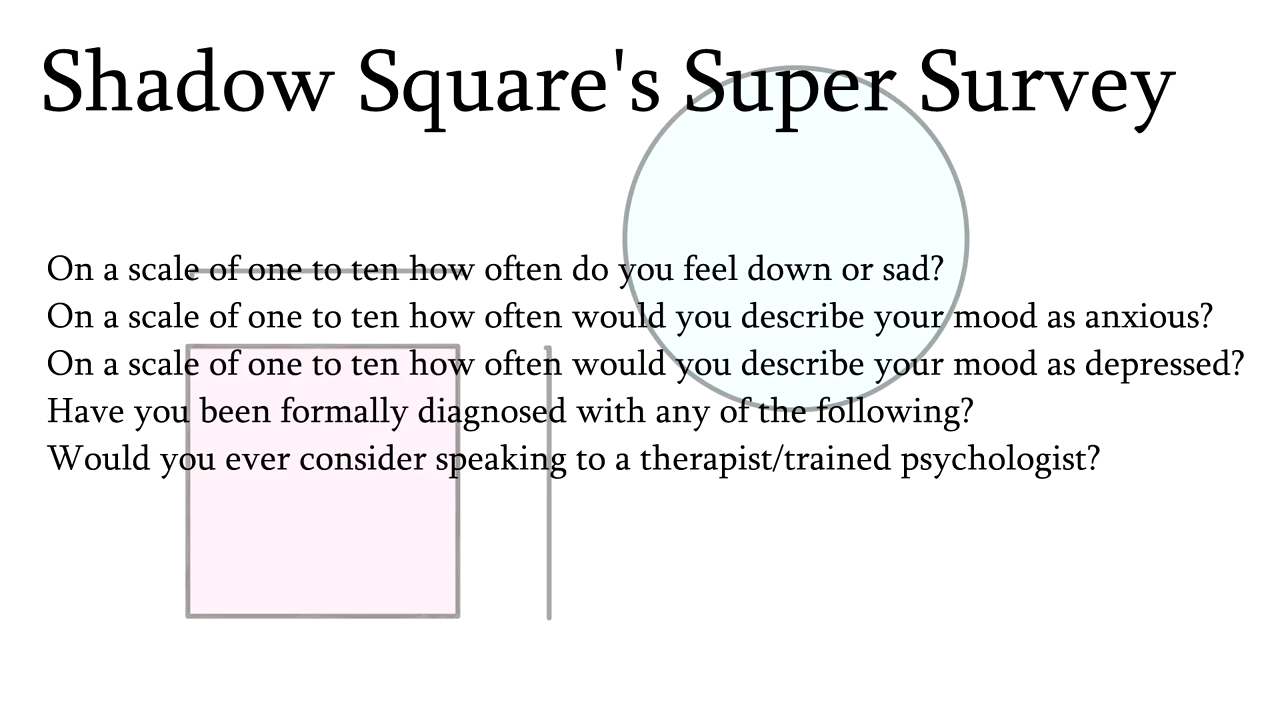 Shadow Square's Super Survey
On a scale of one to ten how often do you feel down or sad?
On a scale of one to ten how often would you describe your mood as anxious?
On a scale of one to ten how often would you describe your mood as depressed?
Have you been formally diagnosed with any of the following?
Would you ever consider speaking to a therapist/trained psychologist?